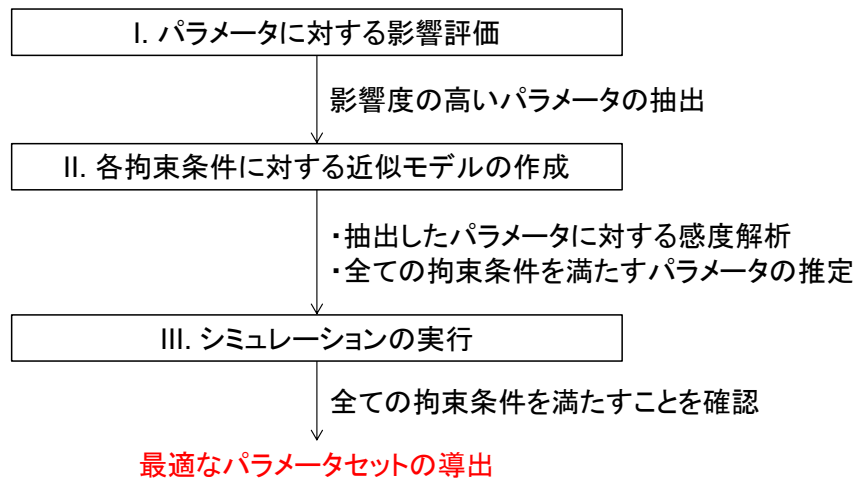 I. パラメータに対する影響評価
影響度の高いパラメータの抽出
II. 各拘束条件に対する近似モデルの作成
・抽出したパラメータに対する感度解析
・全ての拘束条件を満たすパラメータの推定
III. シミュレーションの実行
全ての拘束条件を満たすことを確認
最適なパラメータセットの導出